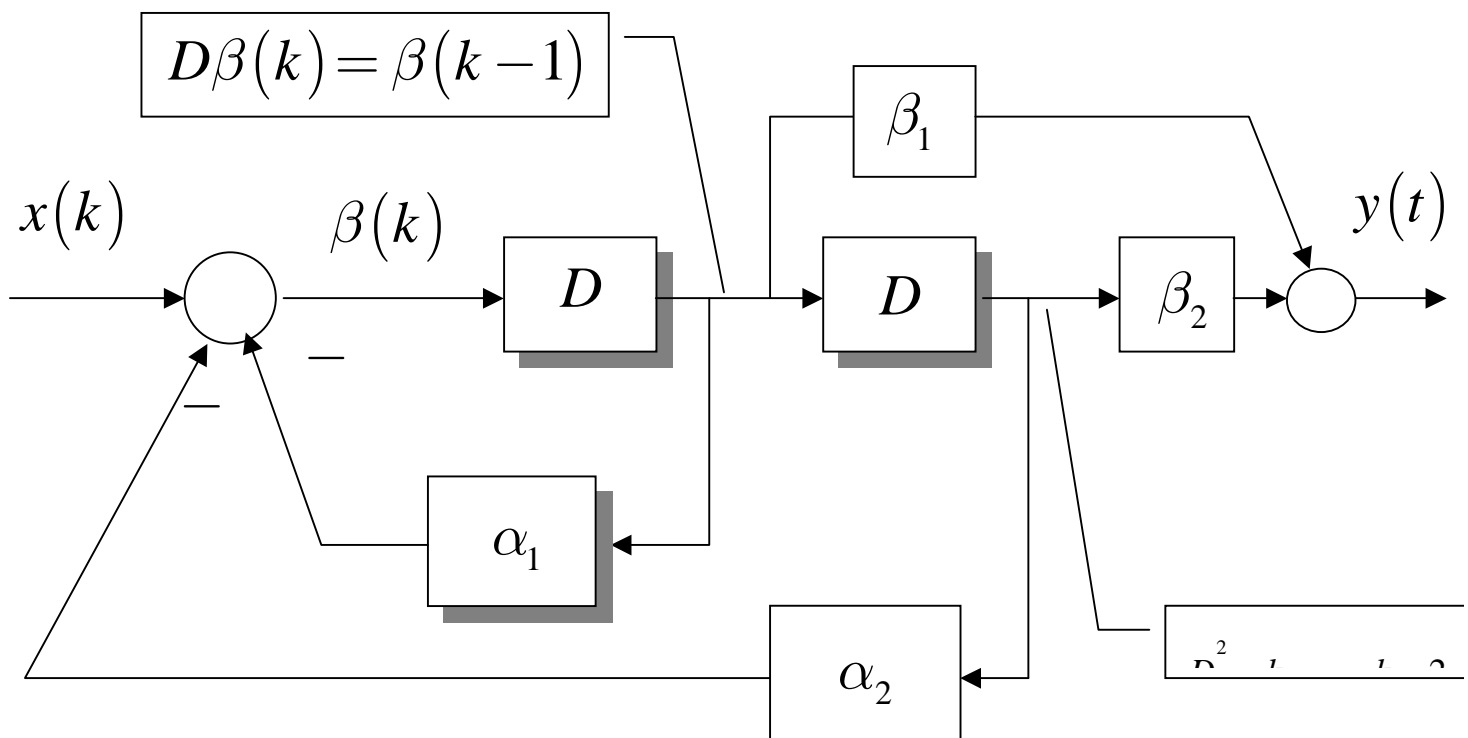 Dβ(k) = β(k −1)
β₁
x(k)
β(k)
y(t)
D
D
β₂
−
−
α₁
α₂